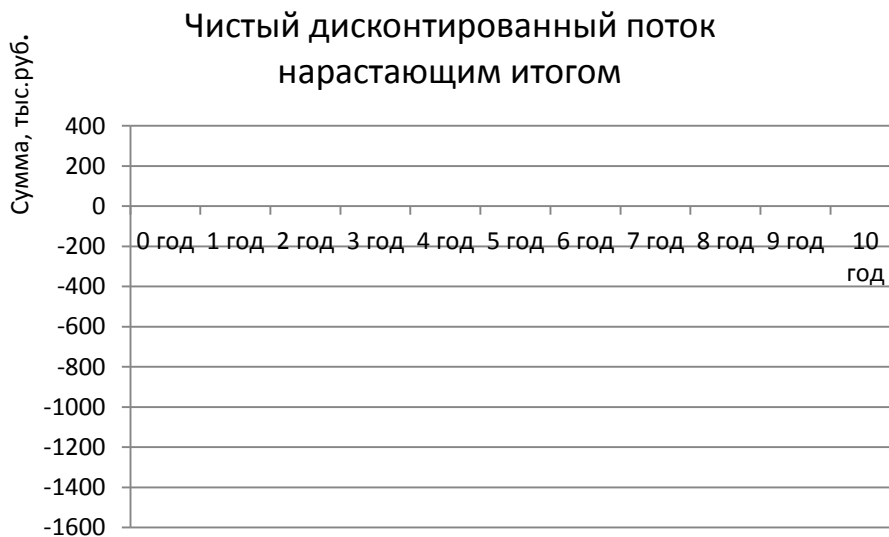 Чистый дисконтированный поток
нарастающим итогом
Сумма, тыс.руб.
400
200
0
-200
-400
-600
-800
-1000
-1200
-1400
-1600
0 год 1 год 2 год 3 год 4 год 5 год 6 год 7 год 8 год 9 год 10
год